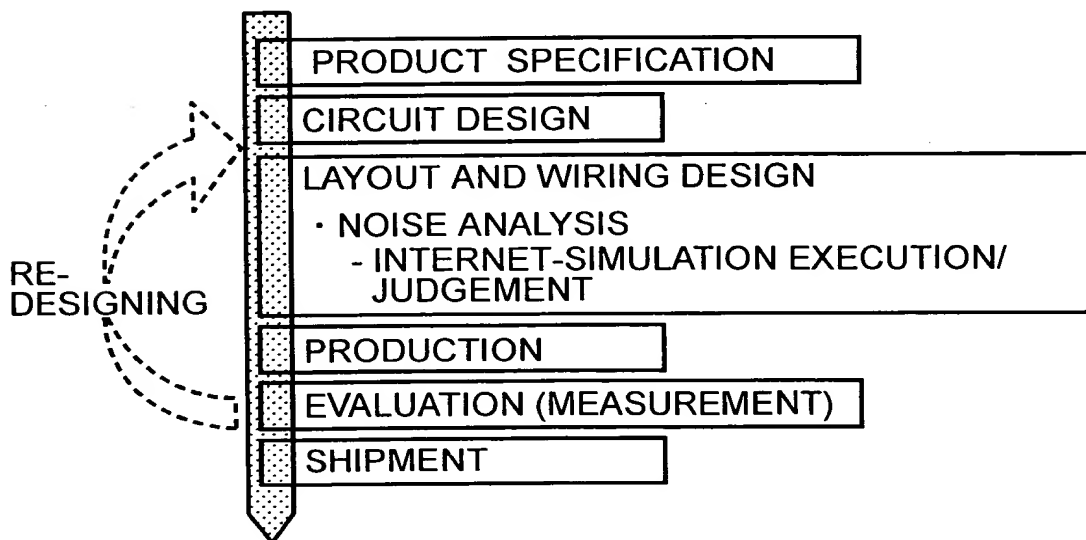 PRODUCT SPECIFICATION
CIRCUIT DESIGN
LAYOUT AND WIRING DESIGN
· NOISE ANALYSIS
- INTERNET-SIMULATION EXECUTION/
JUDGEMENT
RE-
DESIGNING
PRODUCTION
EVALUATION (MEASUREMENT)
SHIPMENT